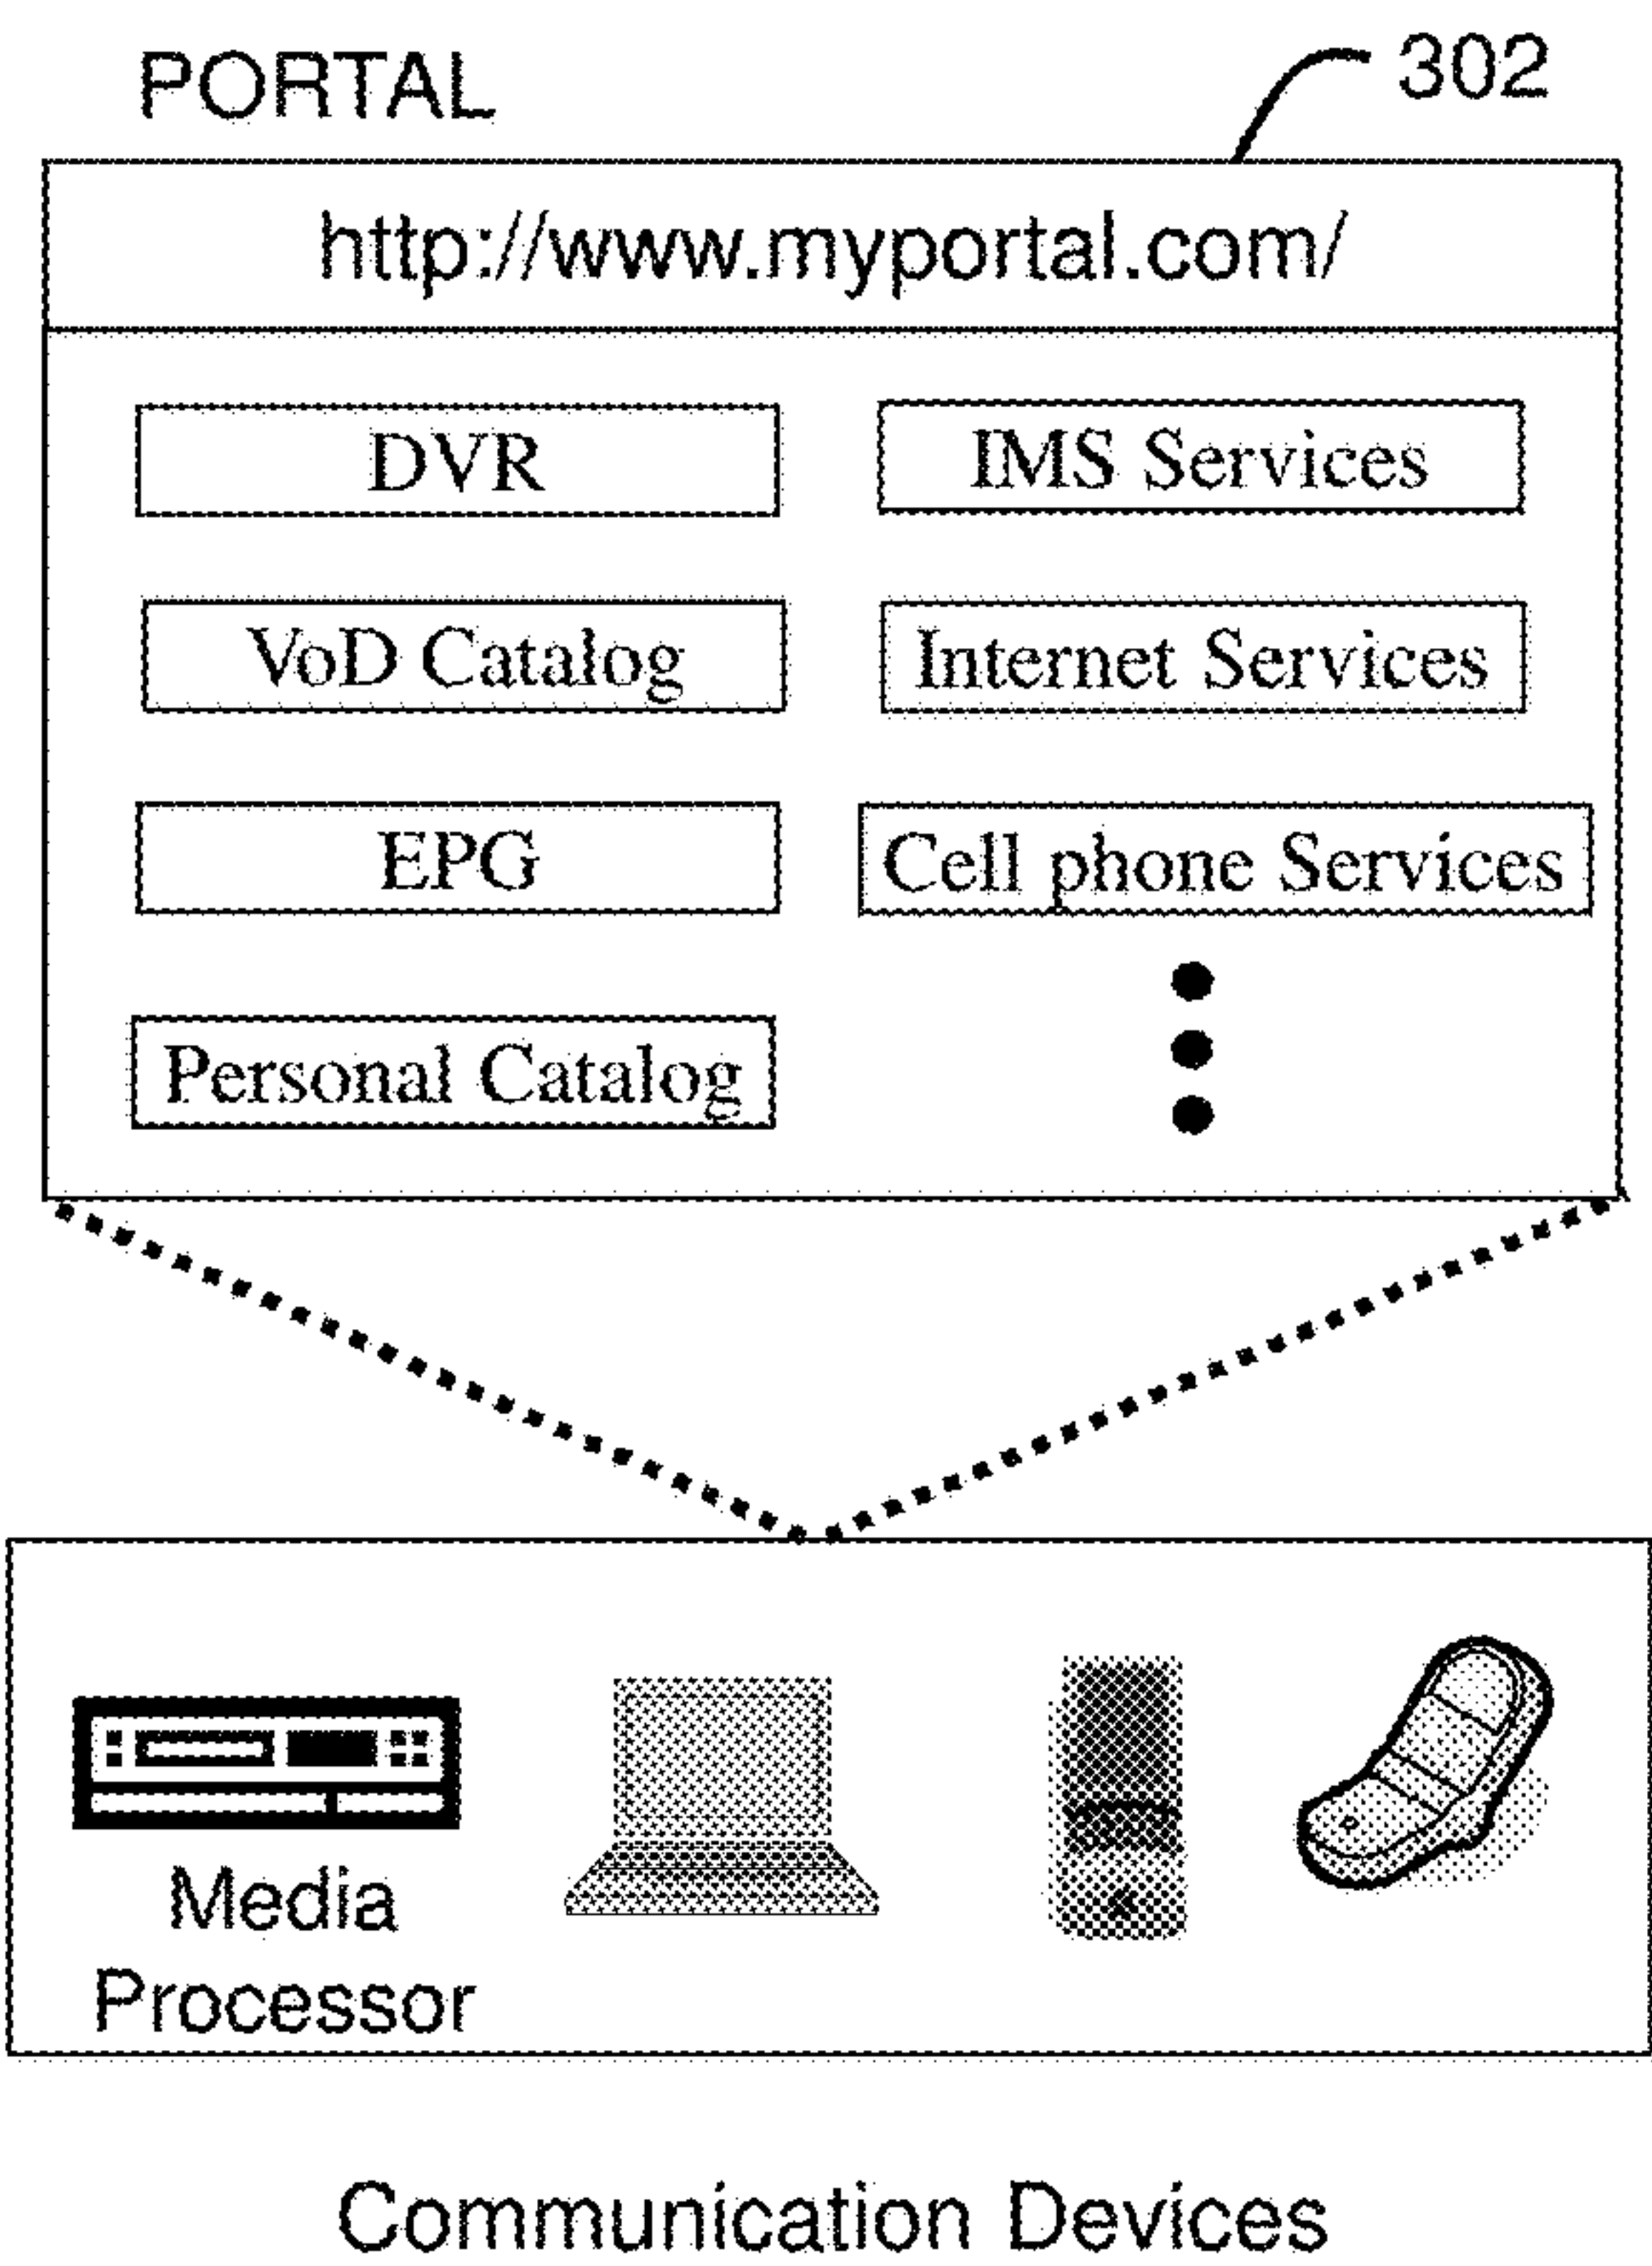 PORTAL
302
http://www.myportal.com/
DVR
IMS Services
VoD Catalog
Internet Services
EPG
Cell phone Services
Personal Catalog
Media
Processor
Communication Devices